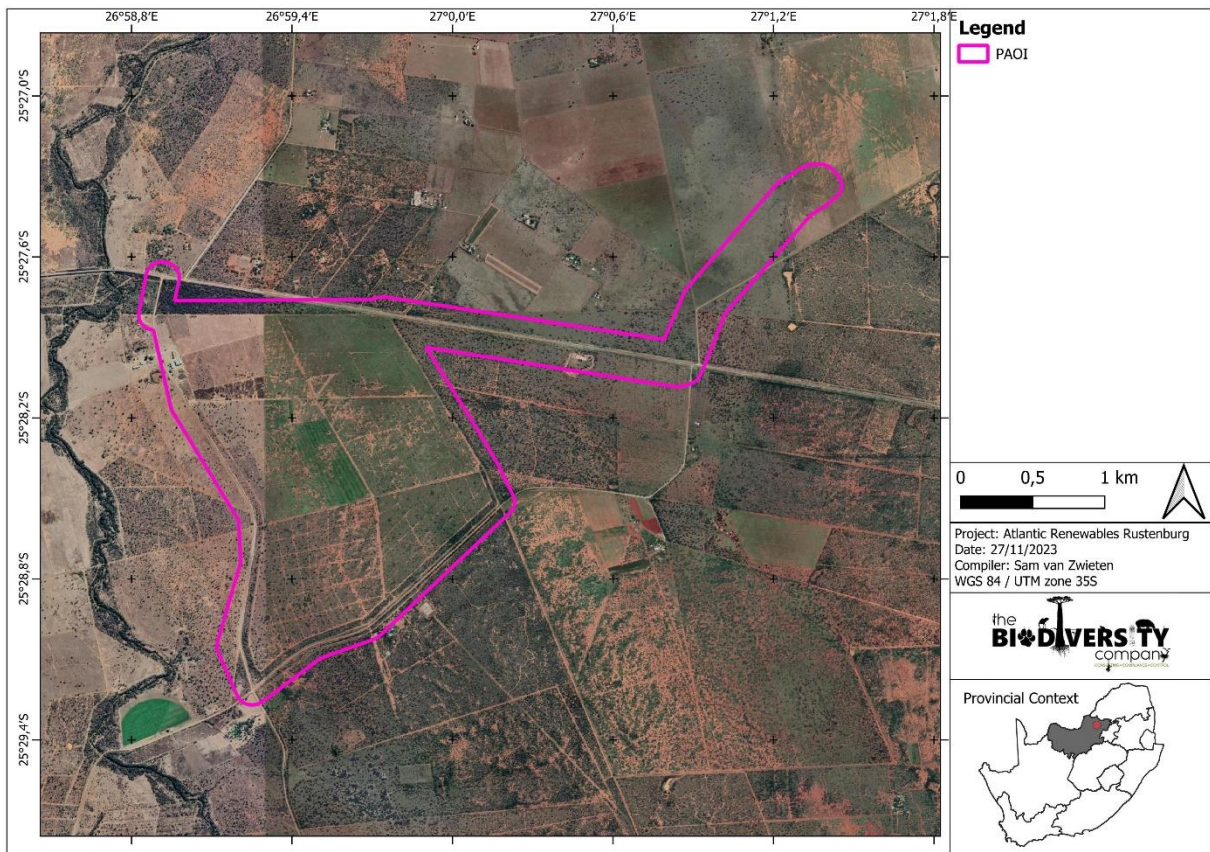 26°58,8'E 26°59,4'E 27°0,0'E 27°0,6'E 27°1,2'E 27°1,8'E
25°27,0'S
25°27,6'S
25°28,2'S
25°28,8'S
25°29,4'S
Legend
PAOI
0 0,5 1 km
Project: Atlantic Renewables Rustenburg
Date: 27/11/2023
Compiler: Sam van Zwieten
WGS 84 / UTM zone 35S
the
BIODIVERSITY
company
Provincial Context